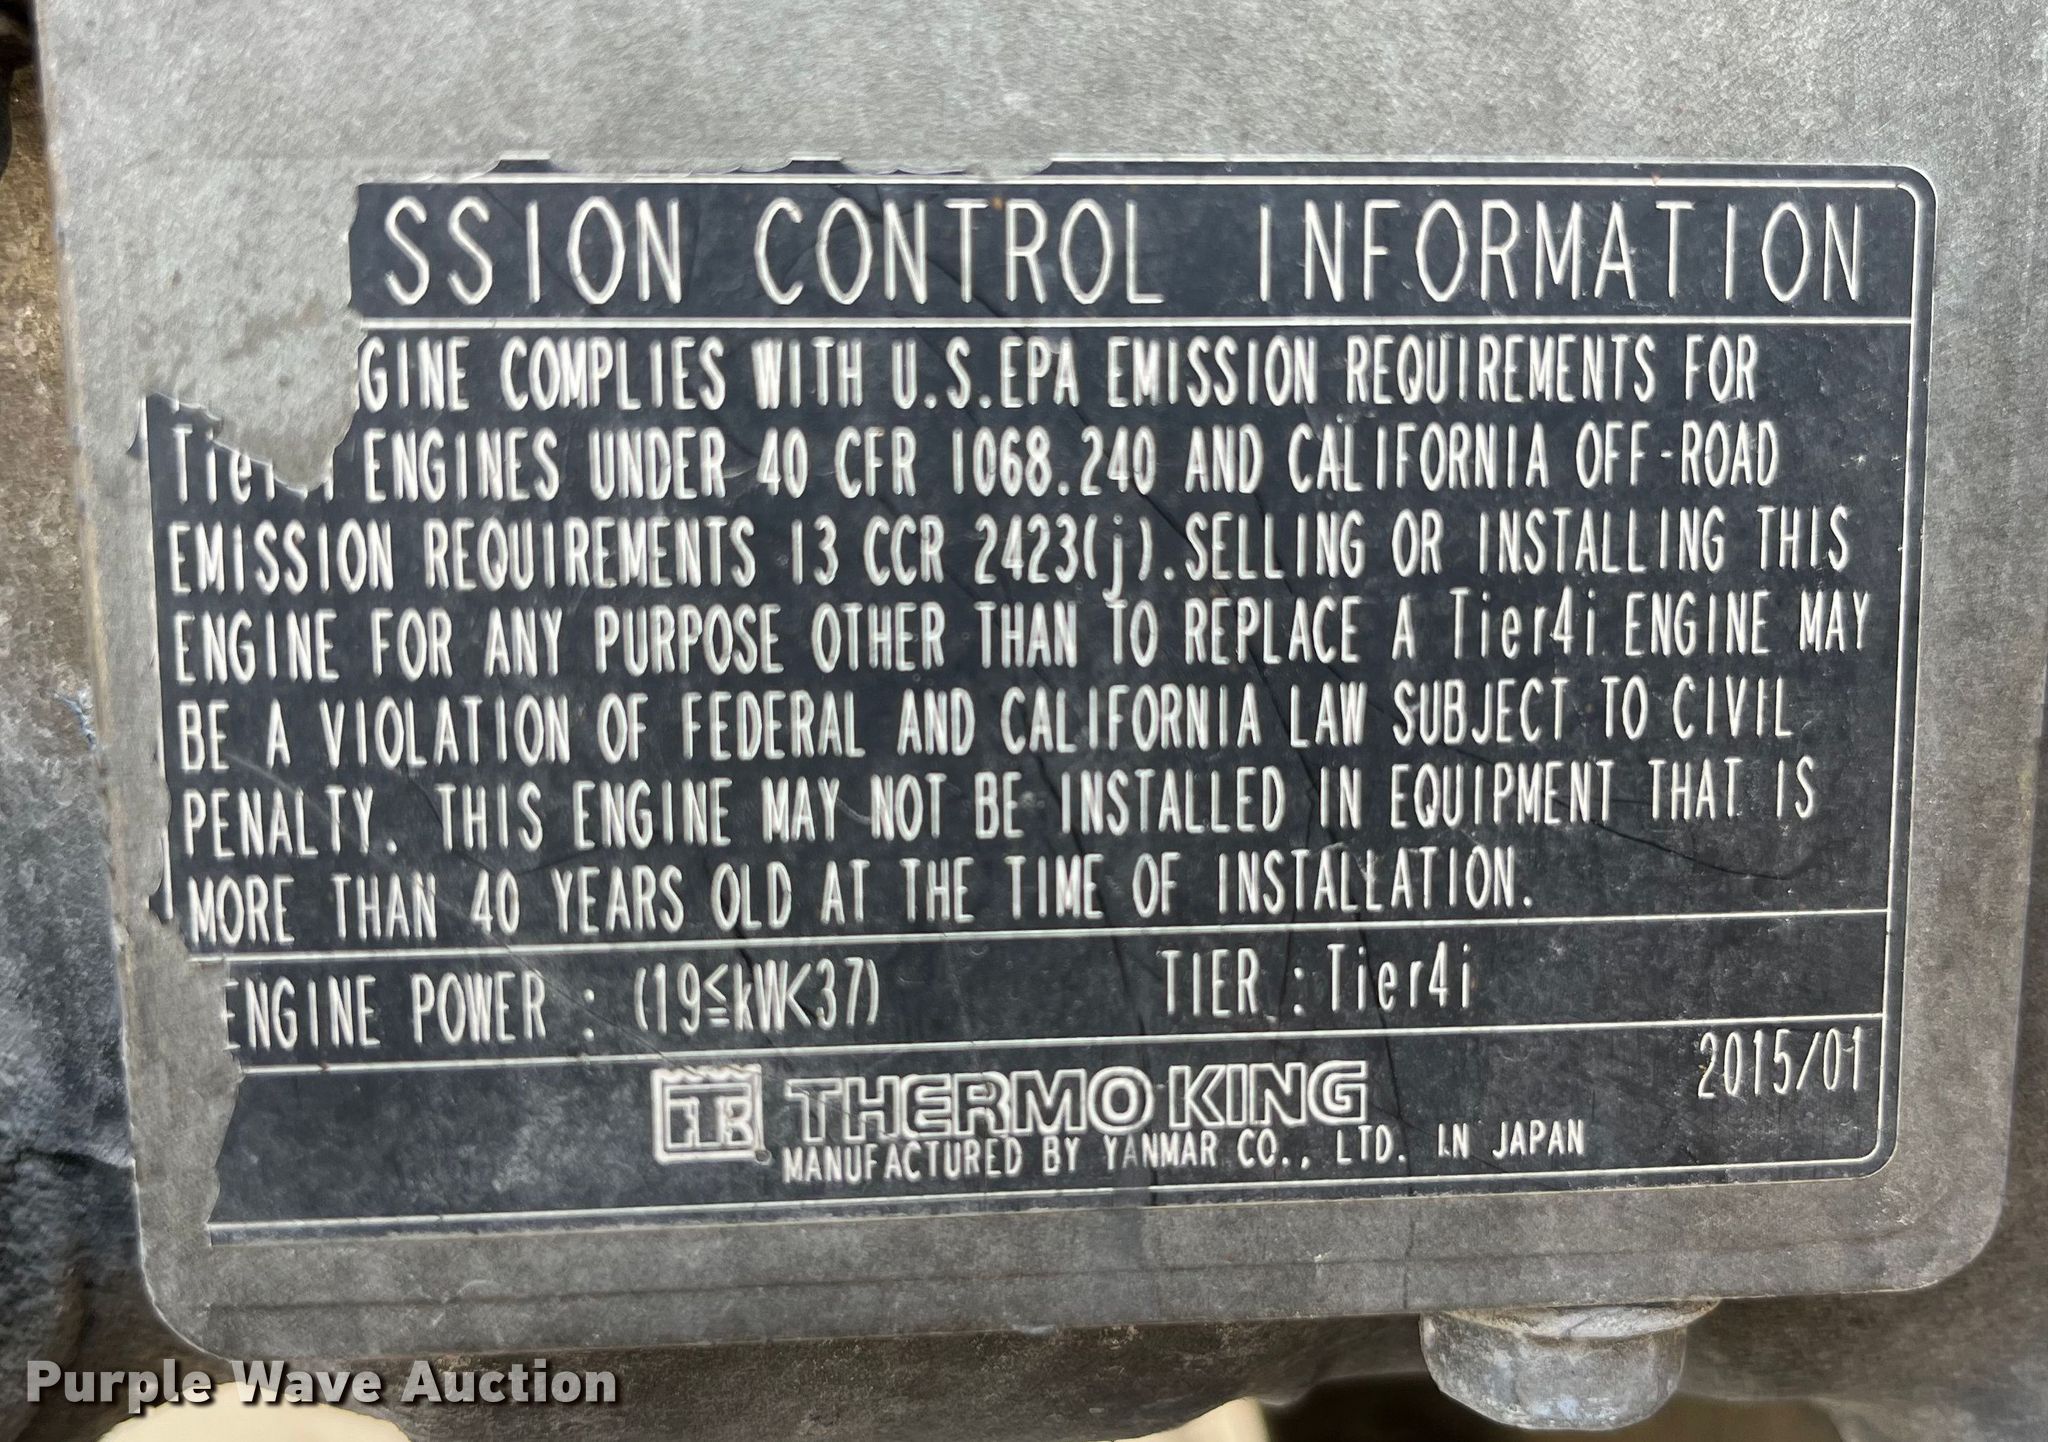 SSION CONTROL INFORMATION
GINE COMPLIES WITH U.S.EPA EMISSION REQUIREMENTS FOR
ENGINES UNDER 40 CFR 1068.240 AND CALIFORNIA OFF-ROAD
EMISSION REQUIREMENTS 13 CCR 2423(j).SELLING OR INSTALLING THIS
ENGINE FOR ANY PURPOSE OTHER THAN TO REPLACE A Tier4i ENGINE MAY
BE A VIOLATION OF FEDERAL AND CALIFORNIA LAW SUBJECT TO CIVIL
PENALTY. THIS ENGINE MAY NOT BE INSTALLED IN EQUIPMENT THAT IS
MORE THAN 40 YEARS OLD AT THE TIME OF INSTALLATION.
ENGINE POWER : (19≦kW<37) TIER : Tier4i
2015/01
TK THERMO KING
MANUFACTURED BY YANMAR CO., LTD. IN JAPAN
Purple Wave Auction